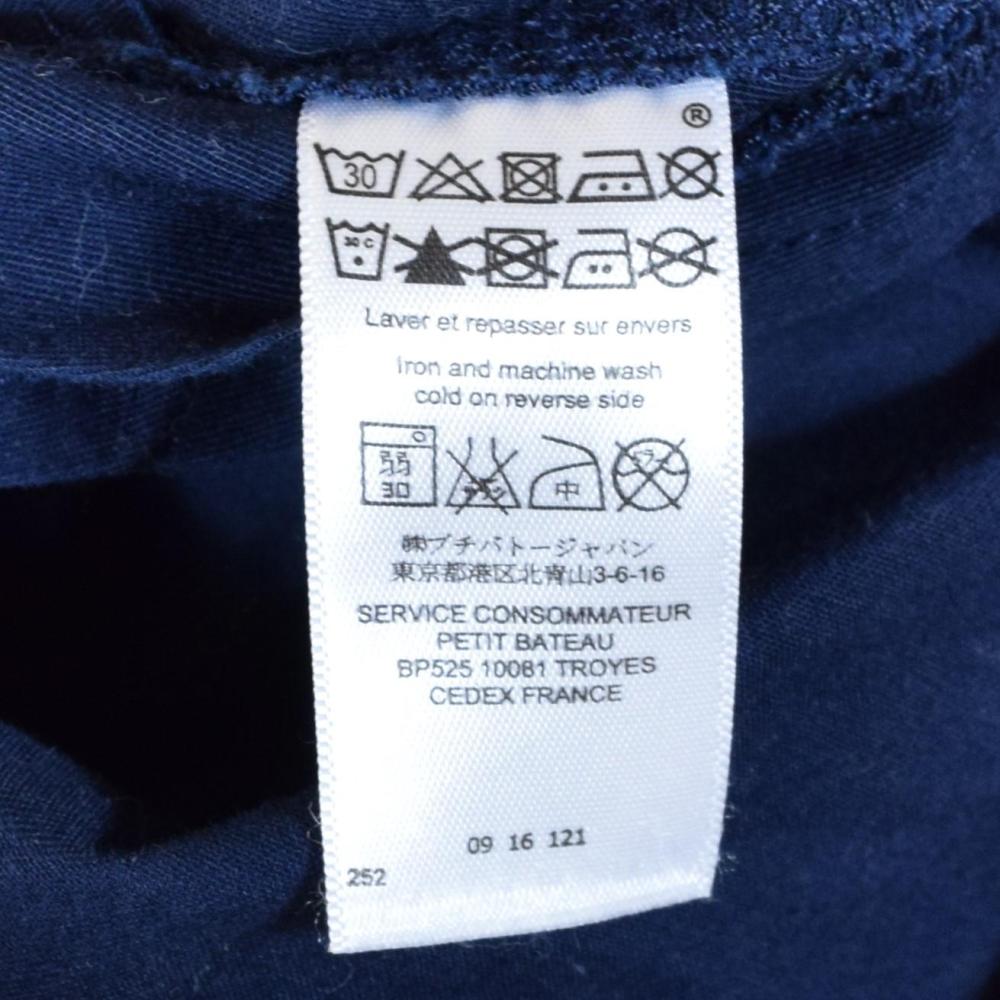 ®
30
30 C
Laver et repasser sur envers
Iron and machine wash
cold on reverse side
弱 中
30
㈱プチバトージャパン
東京都港区北青山3-6-16
SERVICE CONSOMMATEUR
PETIT BATEAU
BP525 10081 TROYES
CEDEX FRANCE
09 16 121
252